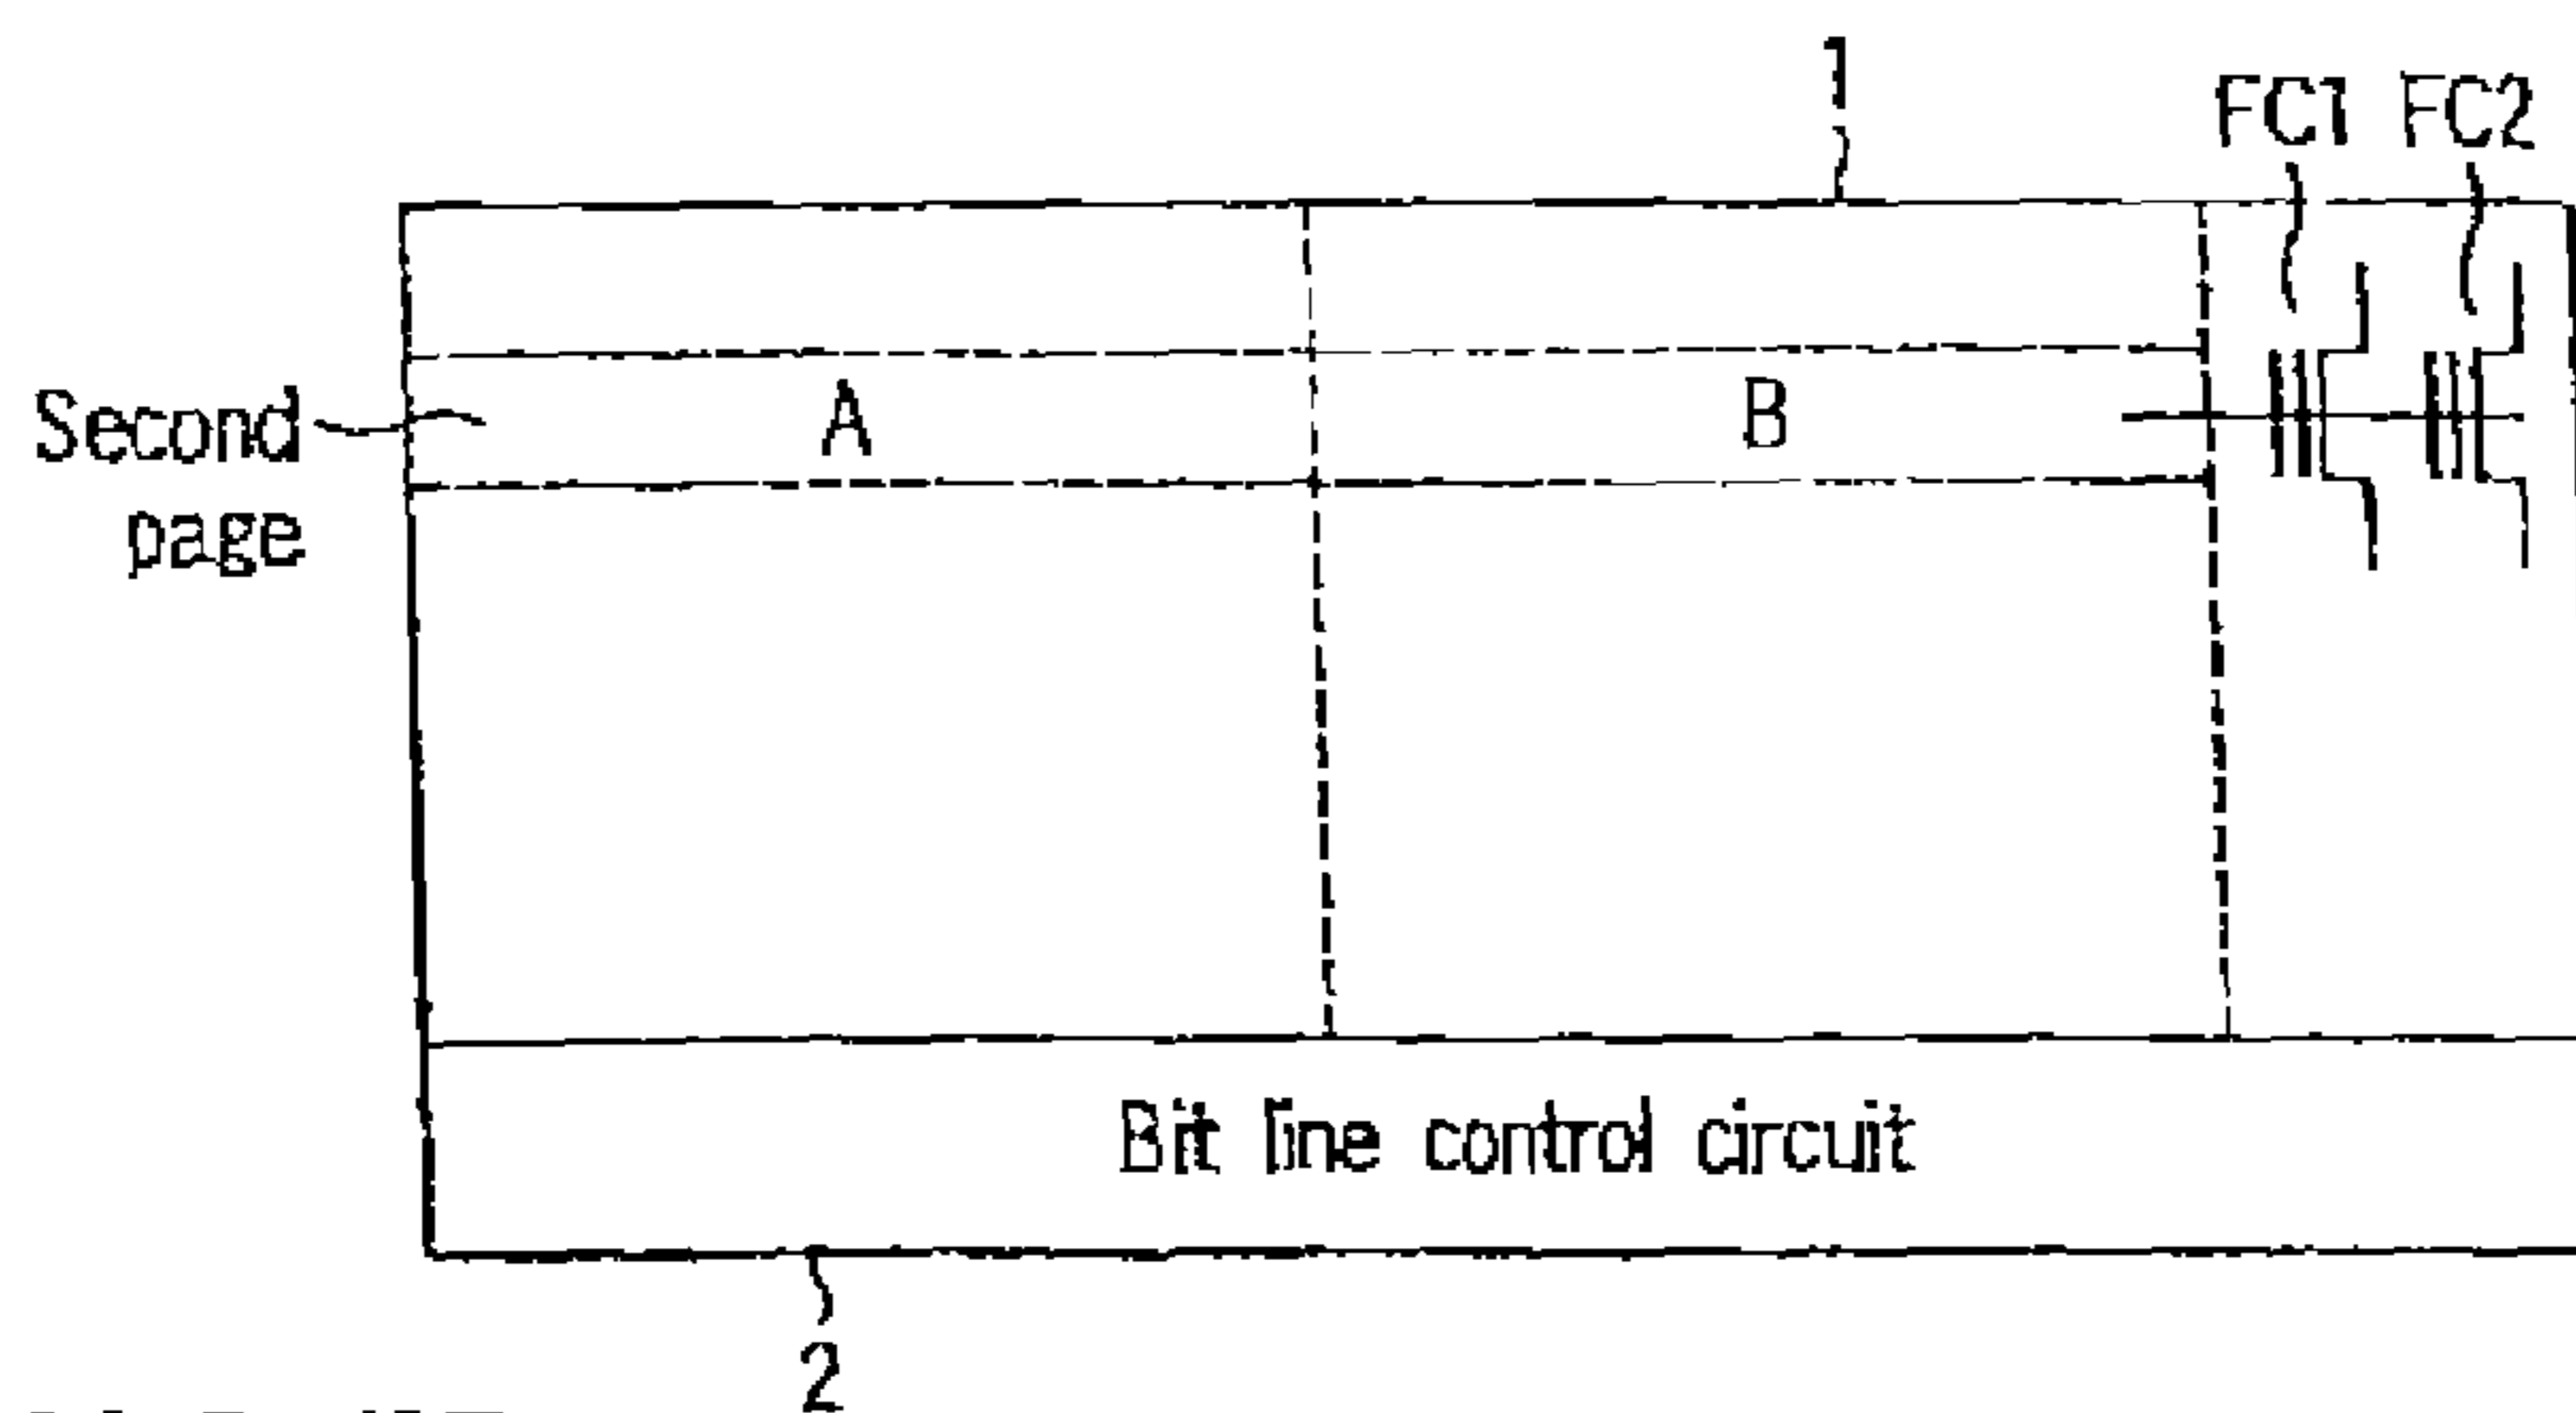 1
FC1 FC2
Second page
A
B
Bit line control circuit
2